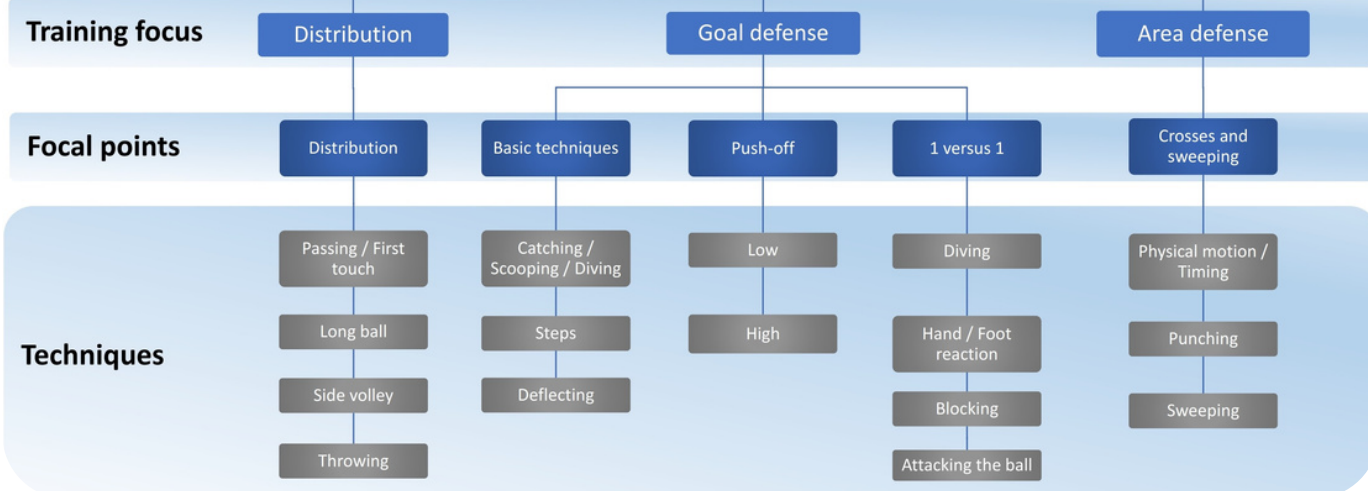 Training focus
Distribution
Goal defense
Area defense
Focal points
Distribution
Basic techniques
Push-off
1 versus 1
Crosses and
sweeping
Techniques
Passing / First
touch
Long ball
Side volley
Throwing
Catching /
Scooping / Diving
Steps
Deflecting
Low
High
Diving
Hand / Foot
reaction
Blocking
Attacking the ball
Physical motion /
Timing
Punching
Sweeping